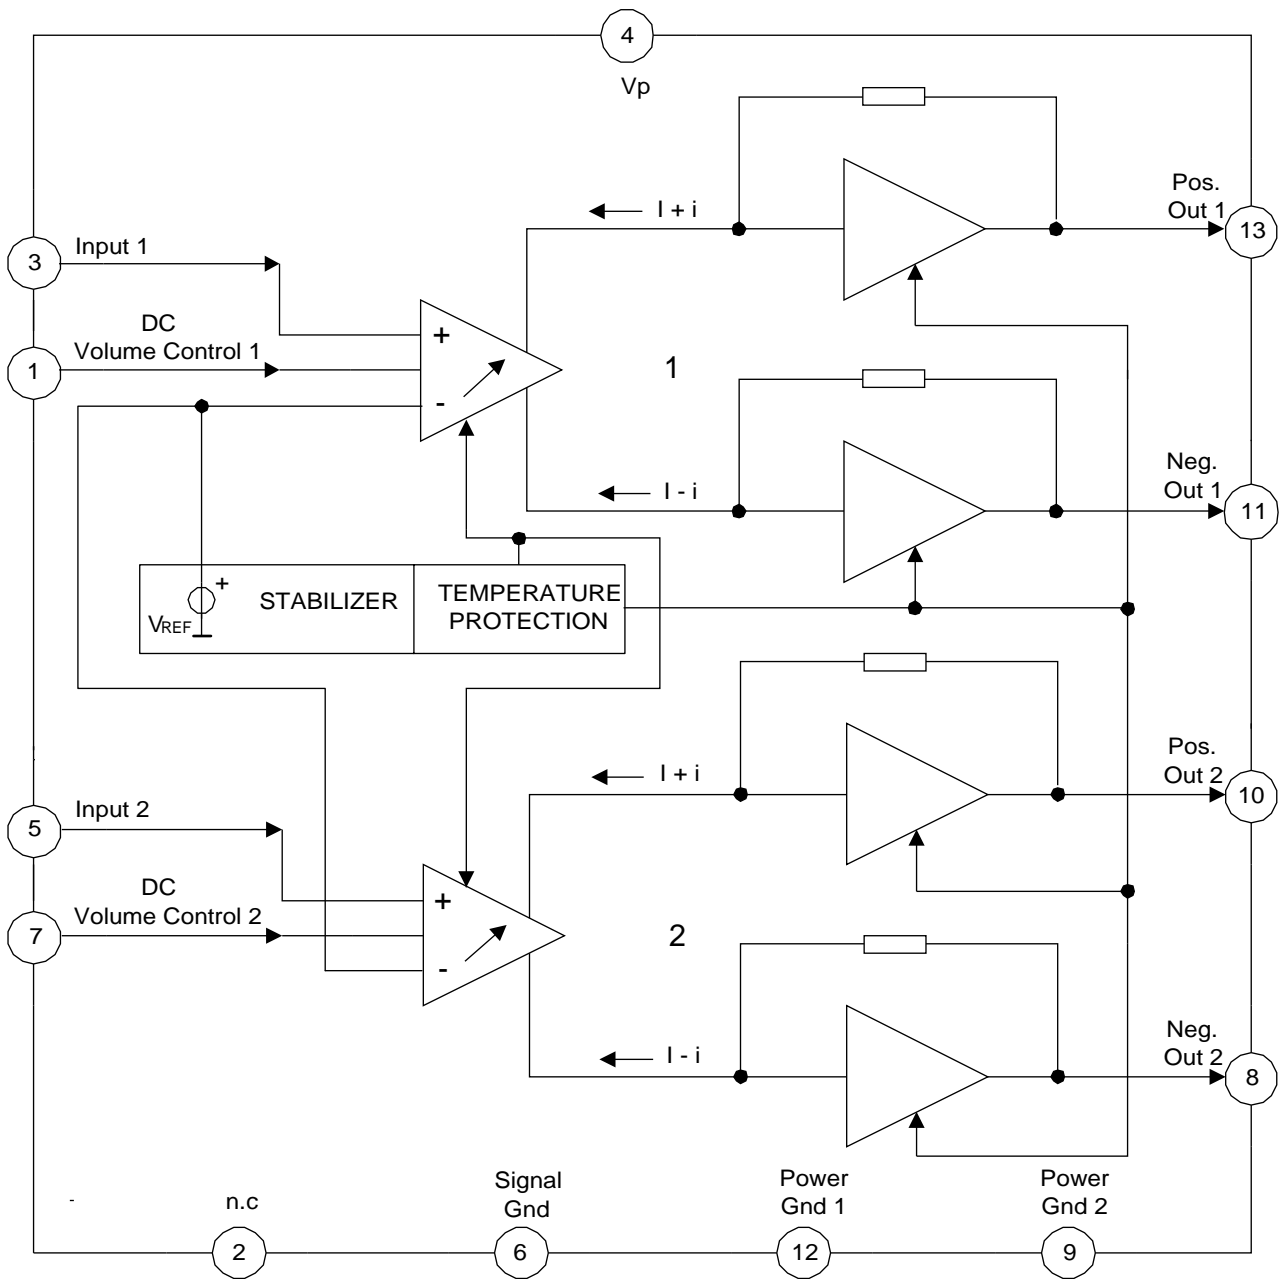 4
Vp
I + i
Pos.
Out 1
13
3
Input 1
DC
Volume Control 1
1
+
-
1
I - i
Neg.
Out 1
11
+
VREF
STABILIZER
TEMPERATURE
PROTECTION
I + i
Pos.
Out 2
10
5
Input 2
DC
Volume Control 2
7
+
-
2
I - i
Neg.
Out 2
8
-
n.c
2
Signal
Gnd
6
Power
Gnd 1
12
Power
Gnd 2
9